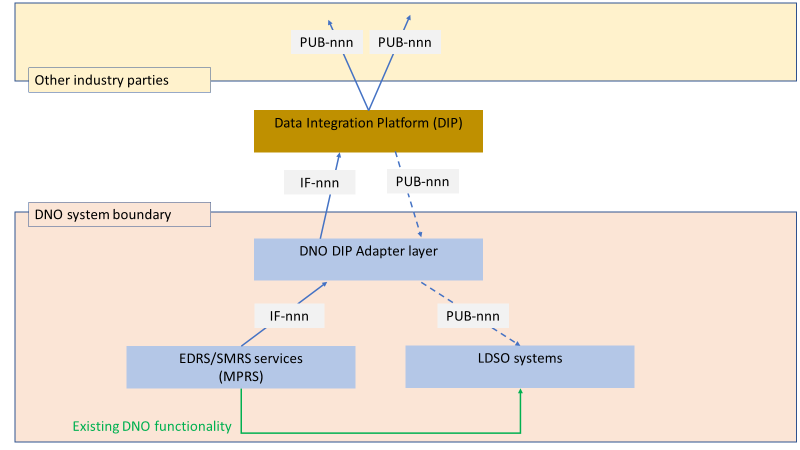 PUB-nnn
PUB-nnn
Other industry parties
Data Integration Platform (DIP)
IF-nnn
PUB-nnn
DNO system boundary
DNO DIP Adapter layer
IF-nnn
PUB-nnn
EDRS/SMRS services
(MPRS)
LDSO systems
Existing DNO functionality